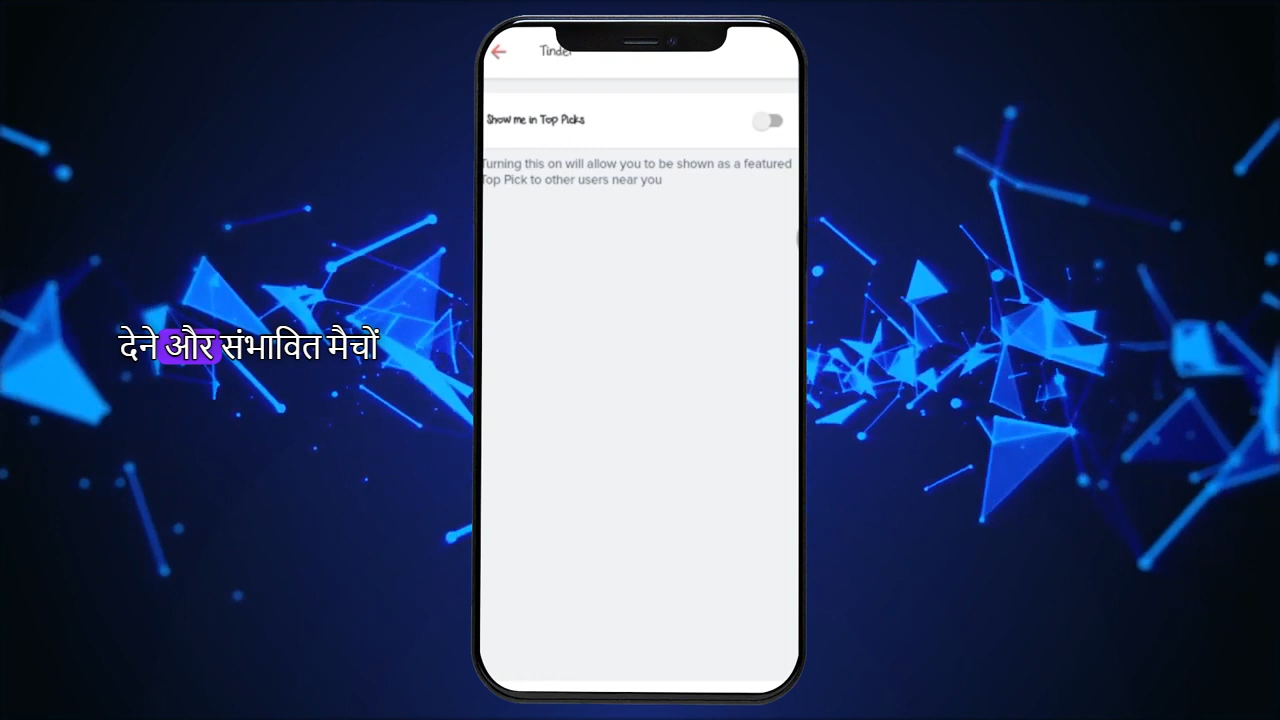 Tinder
Show me in Top Picks
Turning this on will allow you to be shown as a featured
Top Pick to other users near you
देने और संभावित मैचों